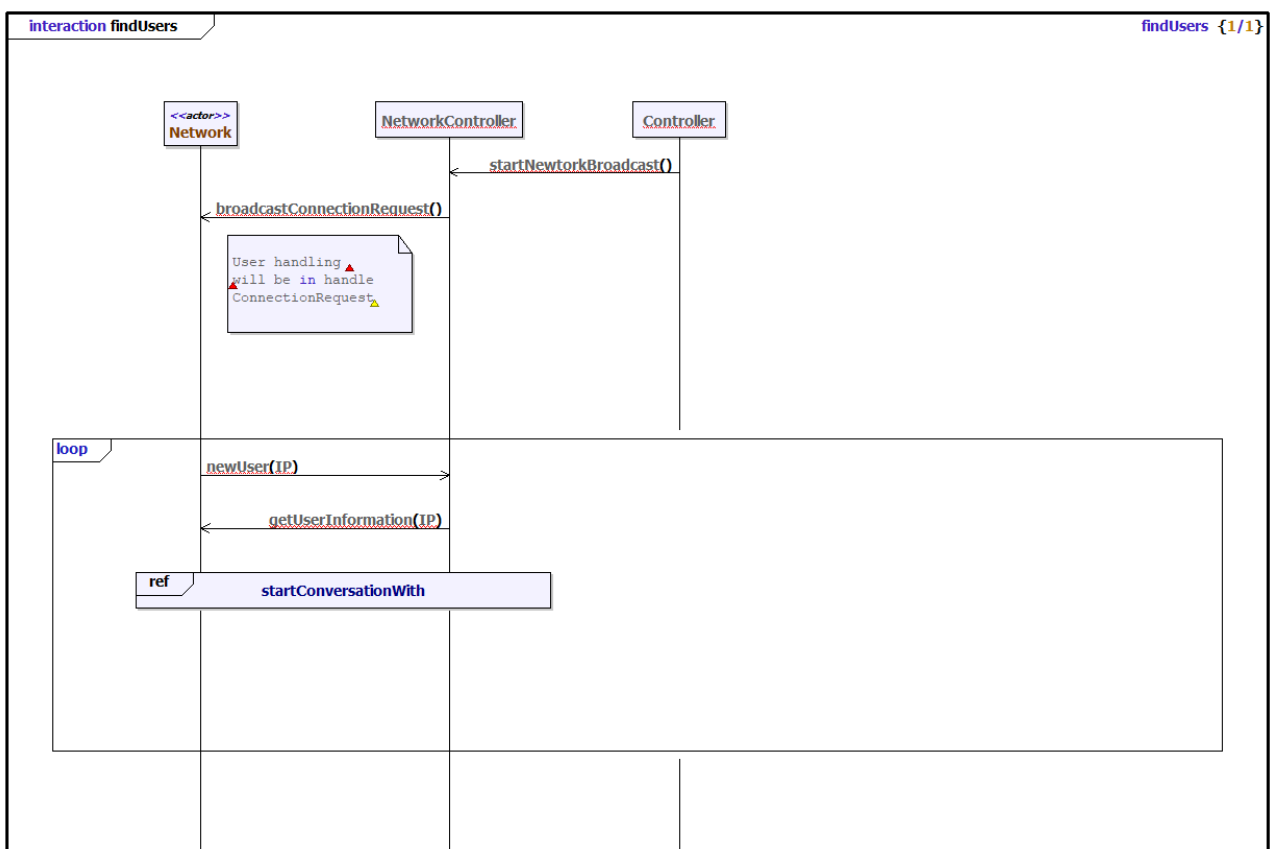 interaction findUsers
findUsers {1/1}
<<actor>>
Network
NetworkController
Controller
startNewtorkBroadcast()
broadcastConnectionRequest()
User handling
will be in handle
ConnectionRequest
loop
newUser(IP)
getUserInformation(IP)
ref
startConversationWith